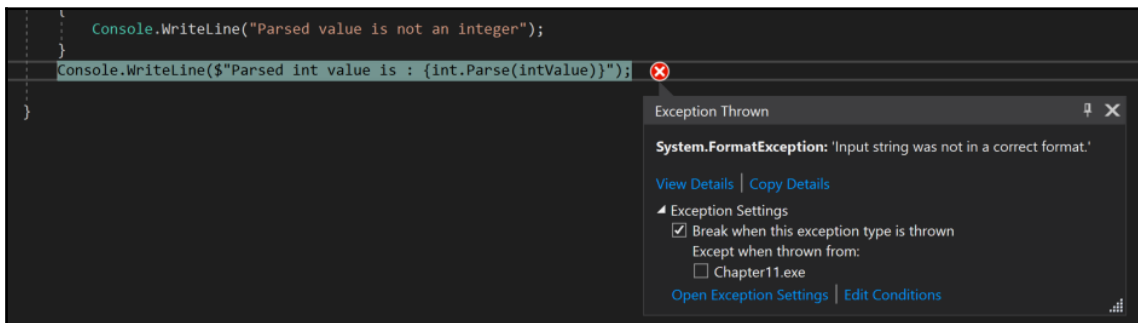 {
Console.WriteLine("Parsed value is not an integer");
}
Console.WriteLine($"Parsed int value is : {int.Parse(intValue)}");
}
Exception Thrown
System.FormatException: 'Input string was not in a correct format.'
View Details | Copy Details
Exception Settings
Break when this exception type is thrown
Except when thrown from:
Chapter11.exe
Open Exception Settings | Edit Conditions